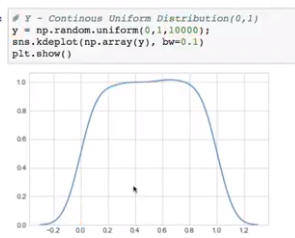 # Y - Continous Uniform Distribution(0,1)
y = np.random.uniform(0,1,10000);
sns.kdeplot(np.array(y), bw=0.1)
plt.show()
1.0
0.8
0.6
0.4
0.2
0.0
-0.2 0.0 0.2 0.4 0.6 0.8 1.0 1.2